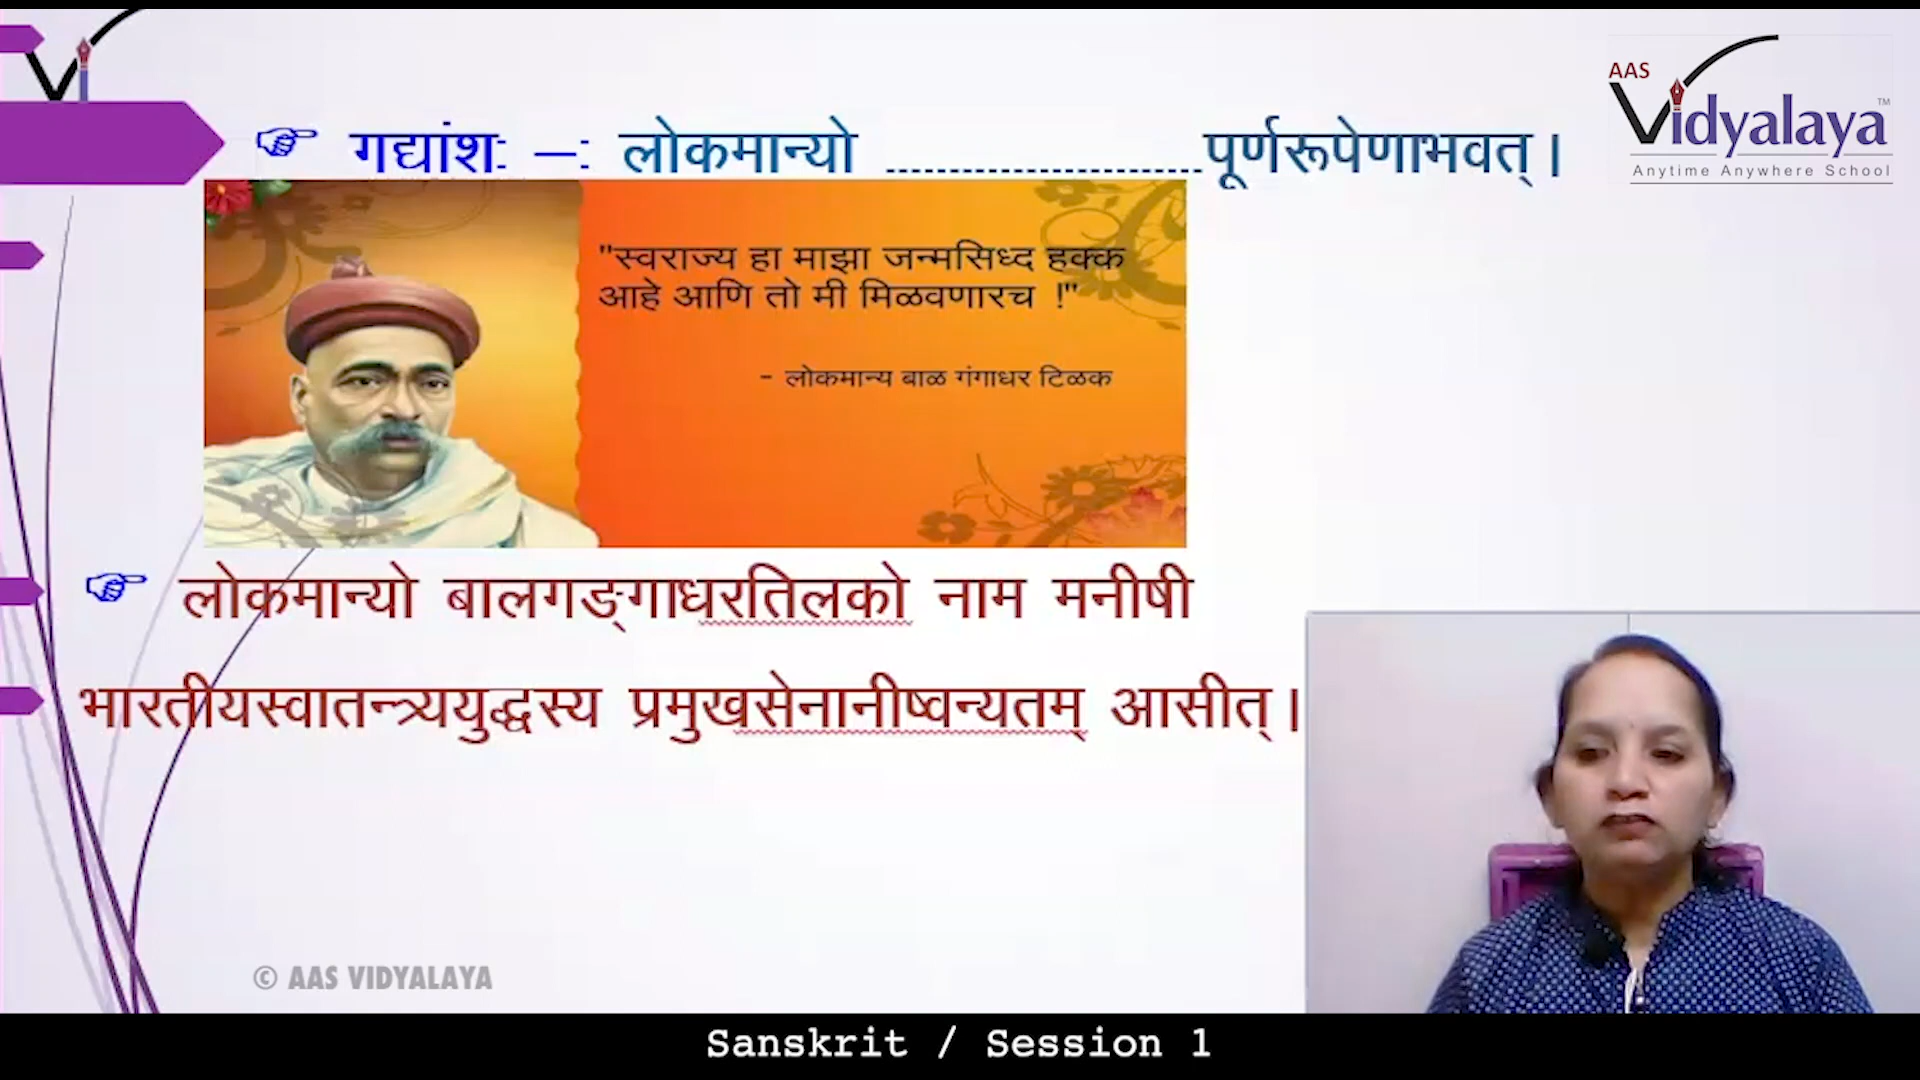 AAS
Vidyalaya™
Anytime Anywhere School
गद्यांशः –: लोकमान्यो ..........................पूर्णरूपेणाभवत्।
"स्वराज्य हा माझा जन्मसिध्द हक्क
आहे आणि तो मी मिळवणारच !"
- लोकमान्य बाळ गंगाधर टिळक
लोकमान्यो बालगङ्गाधरतिलको नाम मनीषी
भारतीयस्वातन्त्र्ययुद्धस्य प्रमुखसेनानीष्वन्यतम् आसीत्।
© AAS VIDYALAYA
Sanskrit / Session 1